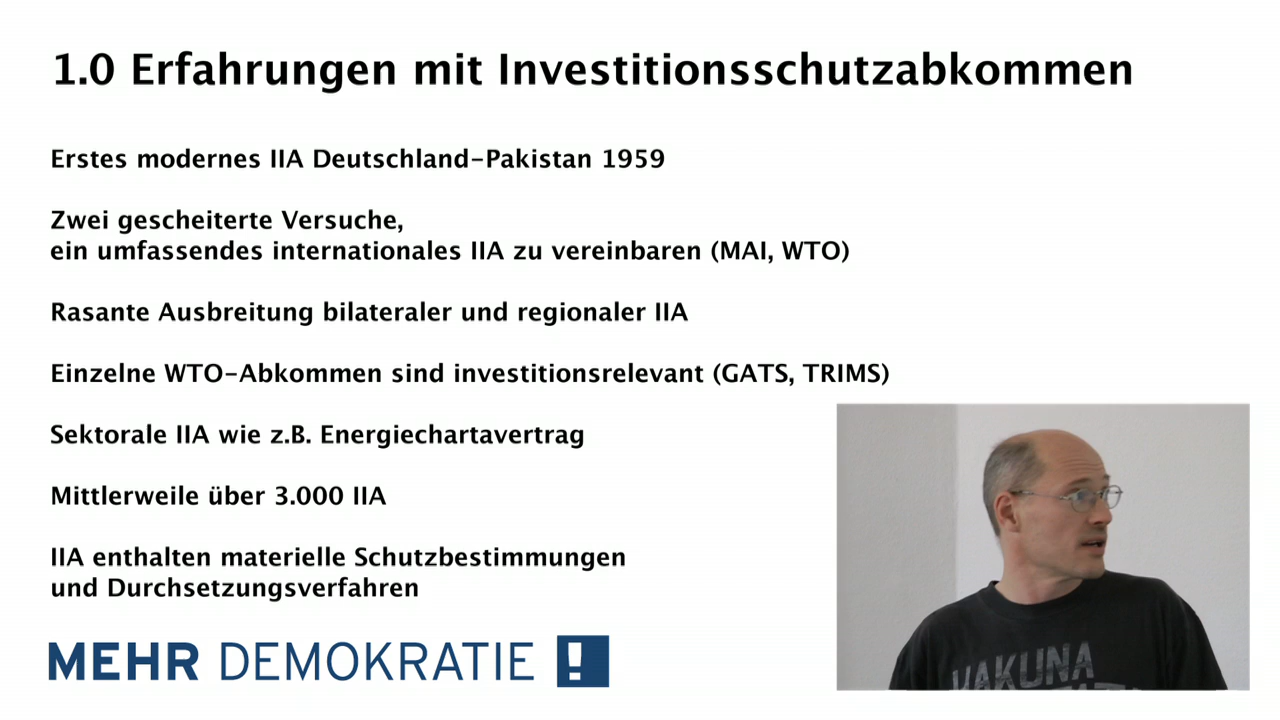 1.0 Erfahrungen mit Investitionsschutzabkommen
Erstes modernes IIA Deutschland–Pakistan 1959
Zwei gescheiterte Versuche,
ein umfassendes internationales IIA zu vereinbaren (MAI, WTO)
Rasante Ausbreitung bilateraler und regionaler IIA
Einzelne WTO–Abkommen sind investitionsrelevant (GATS, TRIMS)
Sektorale IIA wie z.B. Energiechartavertrag
Mittlerweile über 3.000 IIA
IIA enthalten materielle Schutzbestimmungen
und Durchsetzungsverfahren
MEHR DEMOKRATIE !
HAKUNA